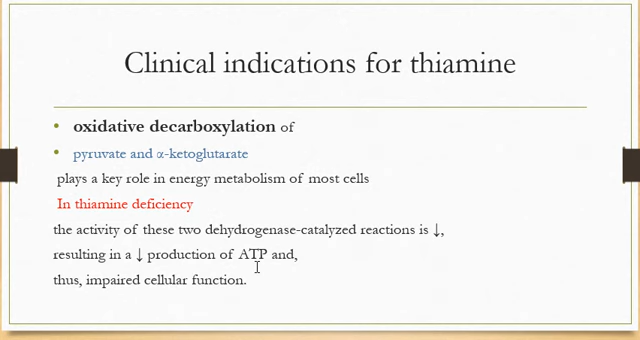 Clinical indications for thiamine
• oxidative decarboxylation of
• pyruvate and α-ketoglutarate
plays a key role in energy metabolism of most cells
In thiamine deficiency
the activity of these two dehydrogenase-catalyzed reactions is ↓,
resulting in a ↓ production of ATP and,
thus, impaired cellular function.